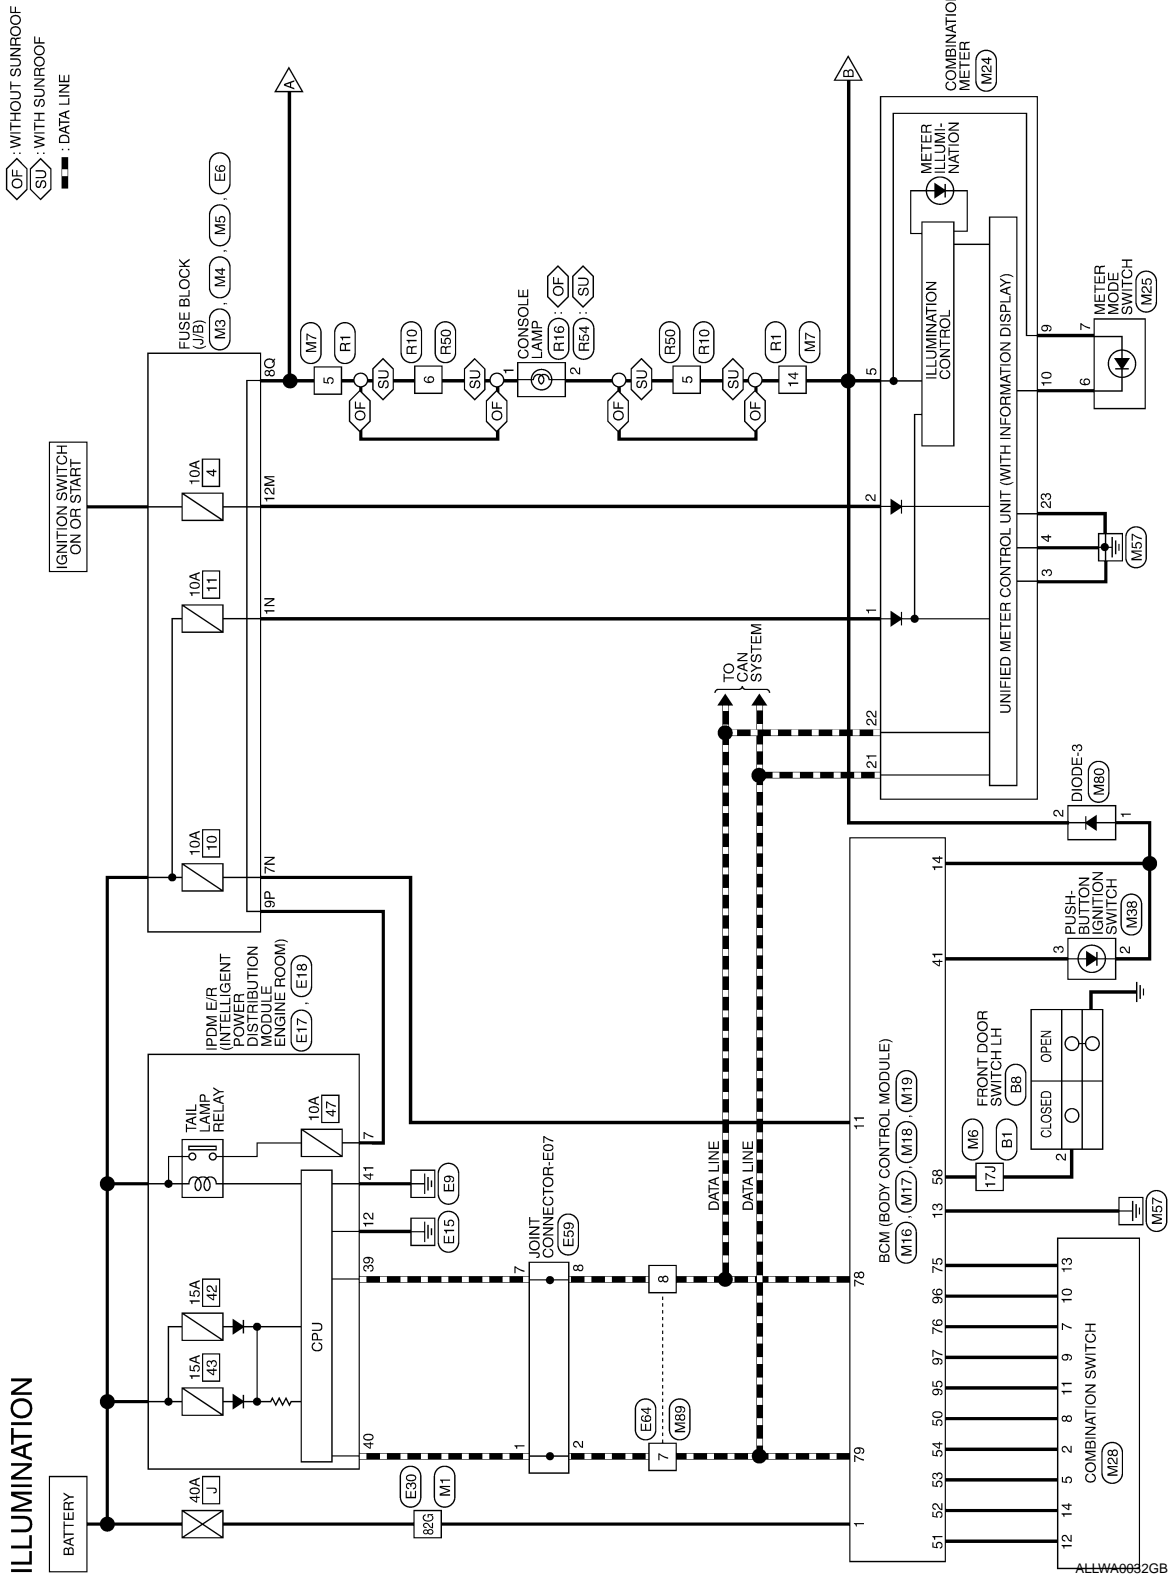 ILLUMINATION
BATTERY
IGNITION SWITCH
ON OR START
OF : WITHOUT SUNROOF
SU : WITH SUNROOF
: DATA LINE
40A
J
15A
43
15A
42
TAIL
LAMP
RELAY
10A
47
CPU
IPDM E/R
(INTELLIGENT
POWER
DISTRIBUTION
MODULE
ENGINE ROOM)
E17 , E18
10A
10
10A
11
10A
4
FUSE BLOCK
(J/B)
M3 , M4 , M5 , E6
40
39
12
41
7
9P
7N
1N
12M
8Q
A
E15
E9
E30
M1
82G
JOINT
CONNECTOR-E07
E59
1
7
2
8
E64
M89
7
8
DATA LINE
DATA LINE
TO
CAN
SYSTEM
M7
R1
5
SU
OF
R10
R50
6
SU
OF
CONSOLE
LAMP
R16 : OF
R54 : SU
1
2
OF
SU
R50
R10
5
SU
OF
R1
M7
14
B
1
79
78
11
BCM (BODY CONTROL MODULE)
M16 , M17 , M18 , M19
51
52
53
54
50
95
97
76
96
75
13
58
41
14
12
14
5
2
8
11
9
7
10
13
COMBINATION SWITCH
M28
M57
17J
M6
B1
FRONT DOOR
SWITCH LH
B8
2
CLOSED
OPEN
PUSH-
BUTTON
IGNITION
SWITCH
M38
3
2
DIODE-3
M80
2
1
COMBINATION
METER
M24
21
22
1
2
5
ILLUMINATION
CONTROL
METER
ILLUMI-
NATION
UNIFIED METER CONTROL UNIT (WITH INFORMATION DISPLAY)
3
4
23
10
9
M57
6
7
METER
MODE
SWITCH
M25
ALLWA0032GB